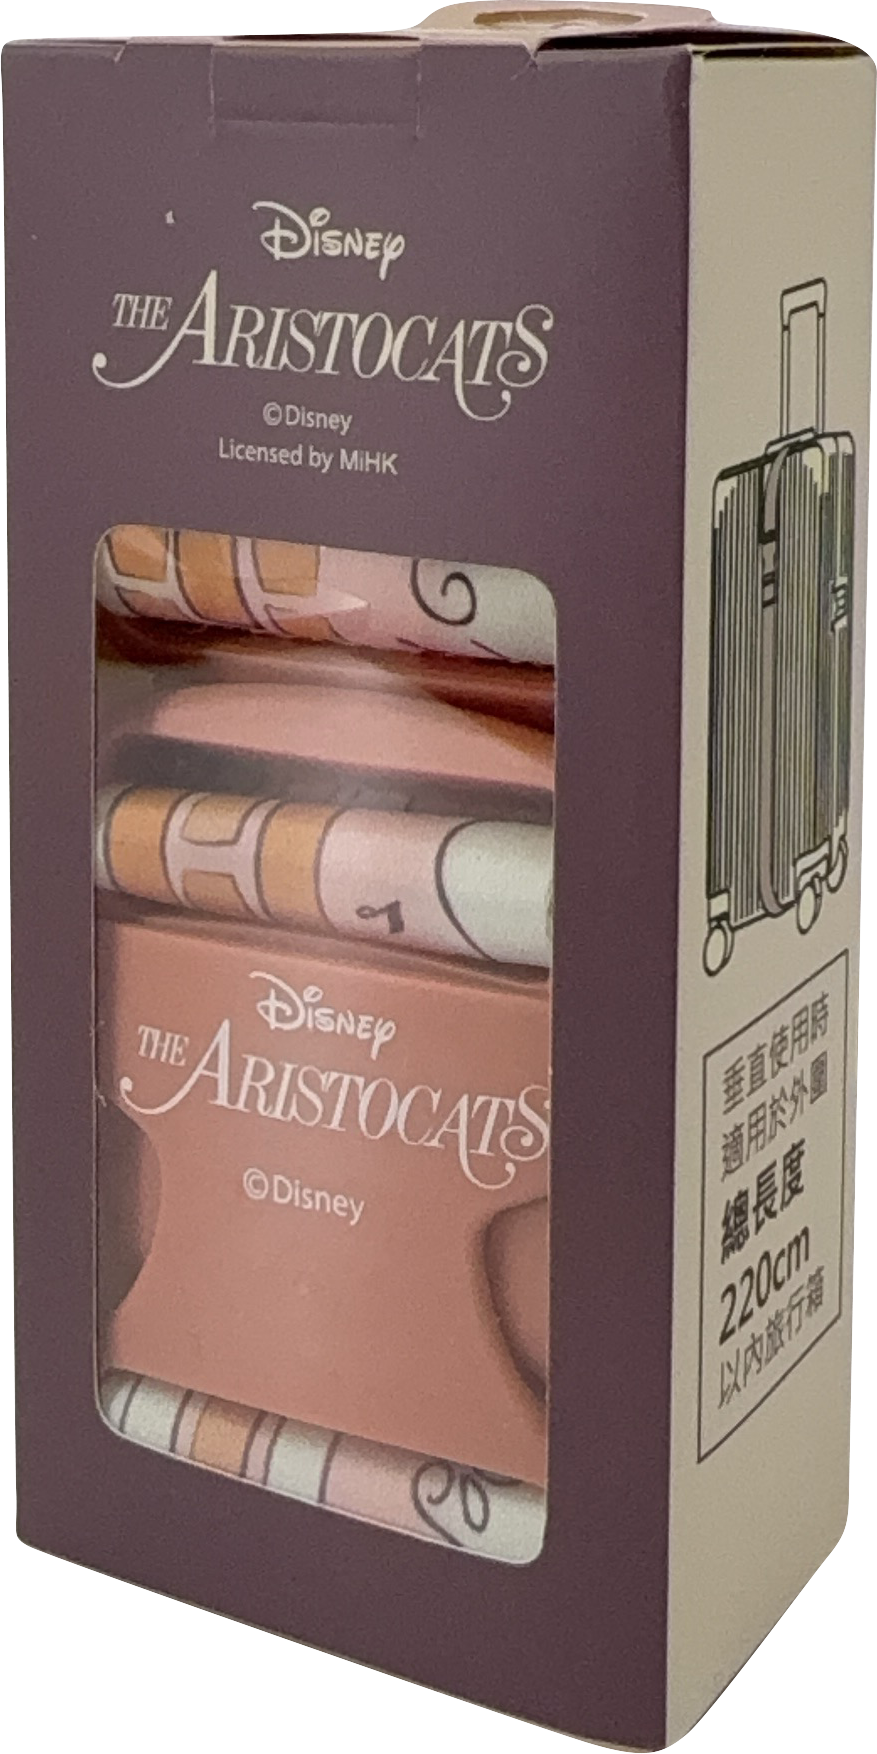 Disney
THE ARISTOCATS
©Disney
Licensed by MiHK
Disney
THE ARISTOCATS
©Disney
垂直使用時
適用於外圍
總長度
220cm
以內旅行箱